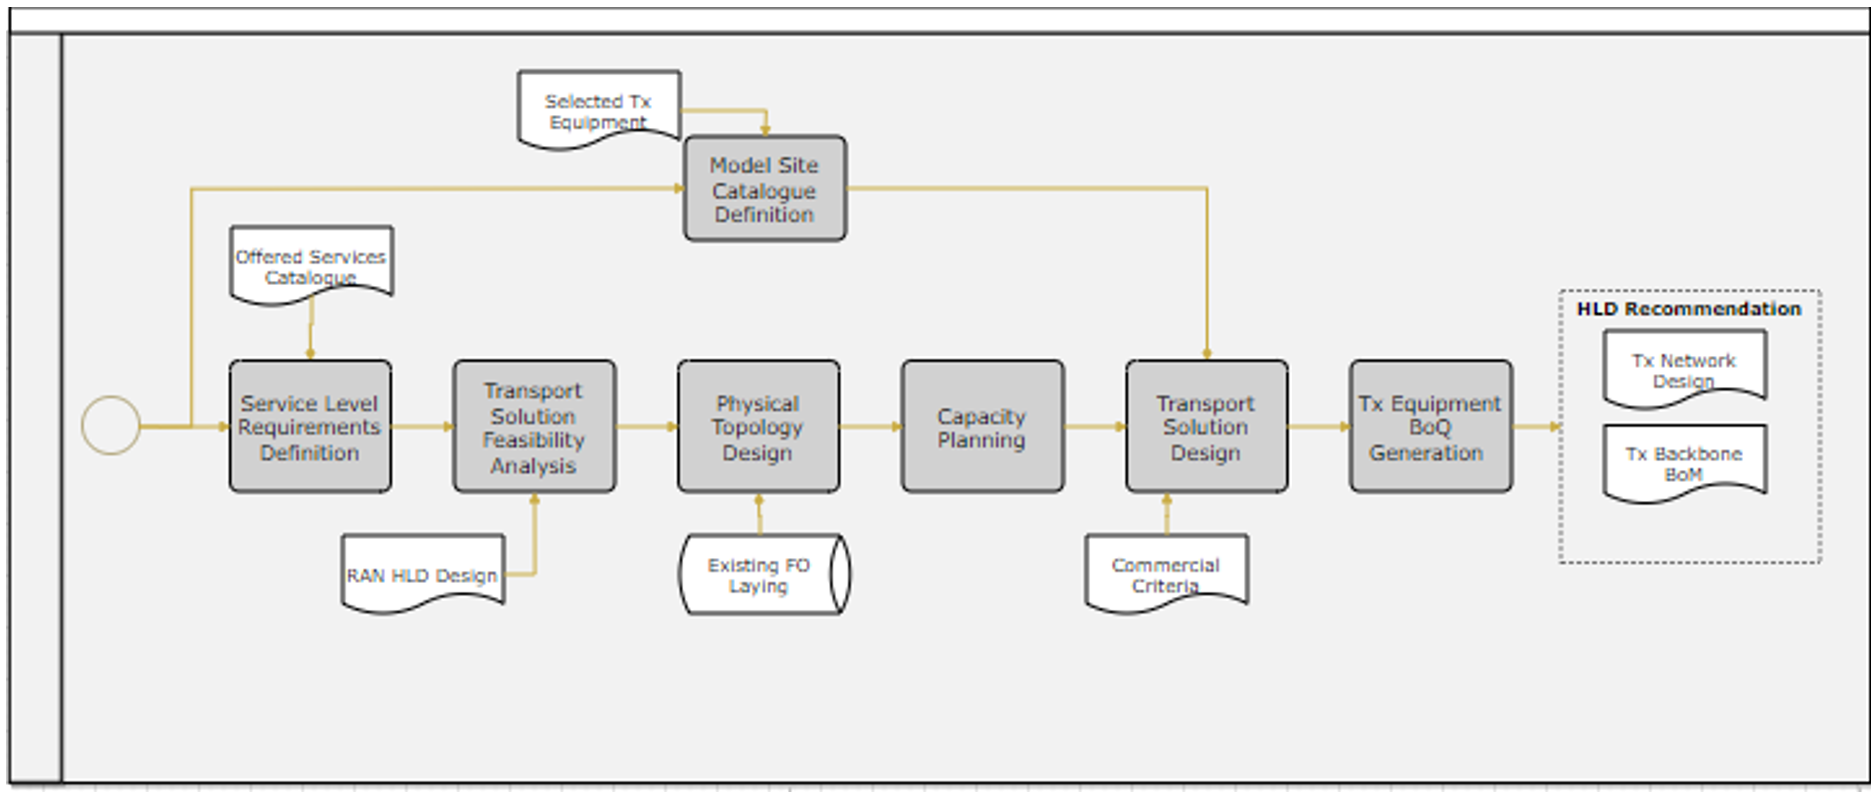 Selected Tx
Equipment
Model Site
Catalogue
Definition
Offered Services
Catalogue
HLD Recommendation
Tx Network
Design
Tx Backbone
BoM
Service Level
Requirements
Definition
Transport
Solution
Feasibility
Analysis
Physical
Topology
Design
Capacity
Planning
Transport
Solution
Design
Tx Equipment
BoQ
Generation
RAN HLD Design
Existing FO
Laying
Commercial
Criteria